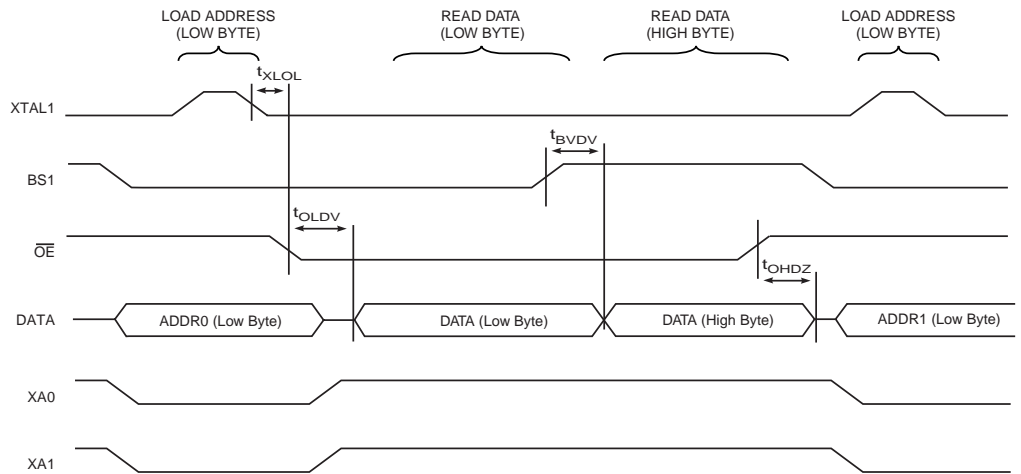 LOAD ADDRESS
(LOW BYTE)
READ DATA
(LOW BYTE)
READ DATA
(HIGH BYTE)
LOAD ADDRESS
(LOW BYTE)
tXLOL
XTAL1
tBVDV
BS1
tOLDV
OE
tOHDZ
DATA
ADDR0 (Low Byte)
DATA (Low Byte)
DATA (High Byte)
ADDR1 (Low Byte)
XA0
XA1